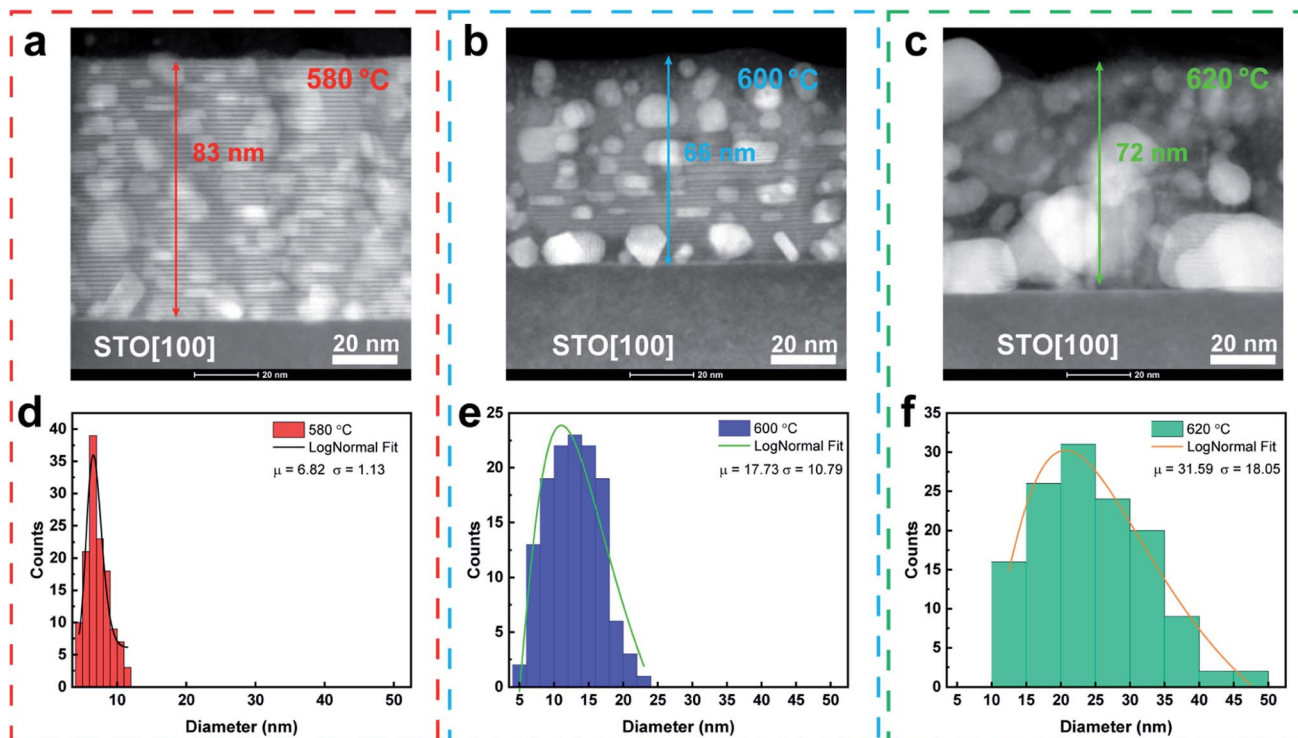 a
580 °C
83 nm
STO[100]
20 nm
20 nm
b
600 °C
66 nm
STO[100]
20 nm
20 nm
c
620 °C
72 nm
STO[100]
20 nm
20 nm
d
580 °C
LogNormal Fit
μ = 6.82 σ = 1.13
Counts
40
35
30
25
20
15
10
5
0
10
20
30
40
50
Diameter (nm)
e
600 °C
LogNormal Fit
μ = 17.73 σ = 10.79
Counts
25
20
15
10
5
0
5
10
15
20
25
30
35
40
45
50
Diameter (nm)
f
620 °C
LogNormal Fit
μ = 31.59 σ = 18.05
Counts
35
30
25
20
15
10
5
0
5
10
15
20
25
30
35
40
45
50
Diameter (nm)